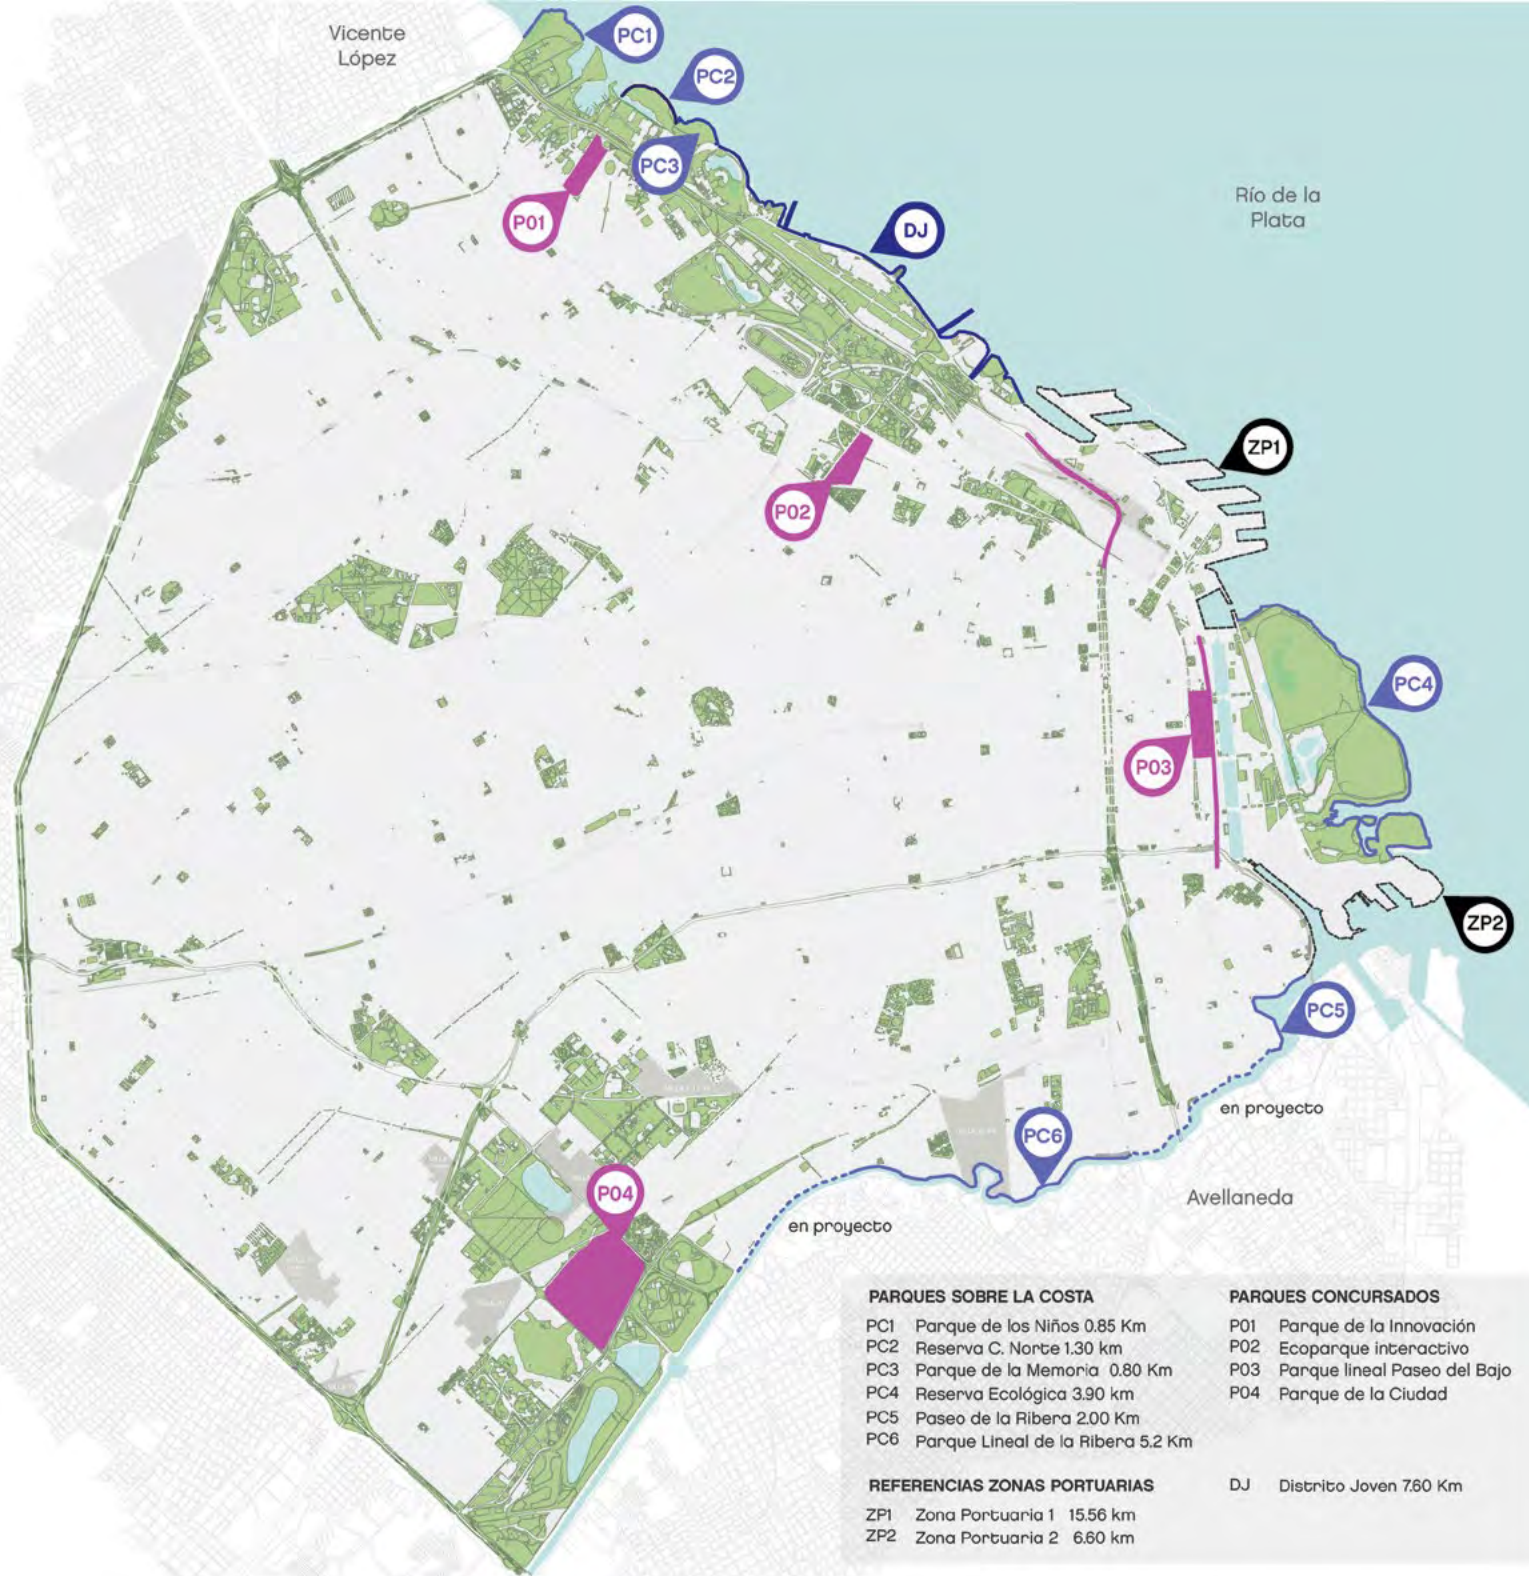 Vicente
López
PC1
PC2
PC3
P01
Río de la
Plata
DJ
ZP1
P02
PC4
P03
ZP2
PC5
en proyecto
PC6
P04
Avellaneda
en proyecto
PARQUES SOBRE LA COSTA
PC1 Parque de los Niños 0.85 Km
PC2 Reserva C. Norte 1.30 km
PC3 Parque de la Memoria 0.80 Km
PC4 Reserva Ecológica 3.90 km
PC5 Paseo de la Ribera 2.00 Km
PC6 Parque Lineal de la Ribera 5.2 Km
PARQUES CONCURSADOS
P01 Parque de la Innovación
P02 Ecoparque interactivo
P03 Parque lineal Paseo del Bajo
P04 Parque de la Ciudad
REFERENCIAS ZONAS PORTUARIAS
ZP1 Zona Portuaria 1 15.56 km
ZP2 Zona Portuaria 2 6.60 km
DJ Distrito Joven 7.60 Km